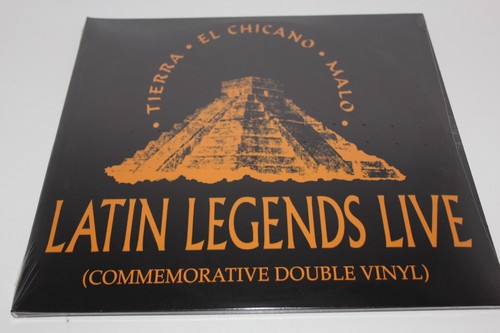 • TIERRA • EL CHICANO • MALO •
LATIN LEGENDS LIVE
(COMMEMORATIVE DOUBLE VINYL)